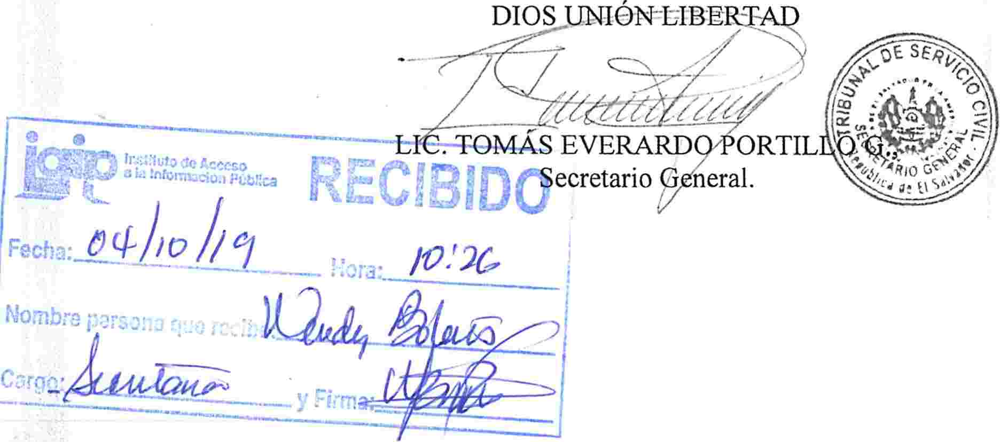 DIOS UNIÓN LIBERTAD
LIC. TOMÁS EVERARDO PORTILLO G.
Secretario General.
TRIBUNAL DE SERVICIO CIVIL
SECRETARIO GENERAL
República de El Salvador
iaip
Instituto de Acceso
a la Información Pública
RECIBIDO
Fecha: 04/10/19 Hora: 10:26
Nombre persona que recibe: Wendy
Cargo: Secretaria y Firma: